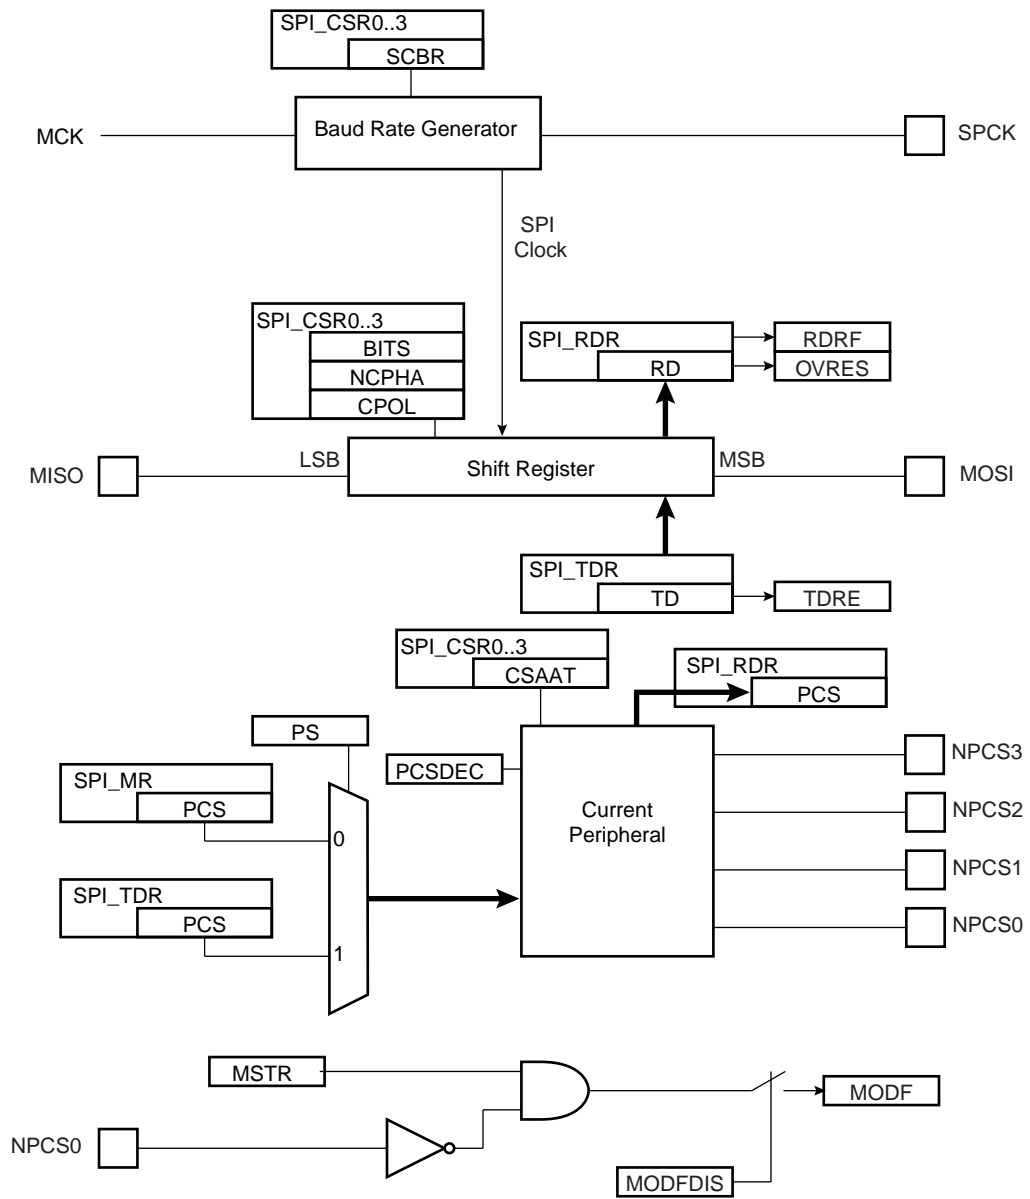 SPI_CSR0..3
SCBR
MCK
Baud Rate Generator
SPCK
SPI
Clock
SPI_CSR0..3
BITS
NCPHA
CPOL
SPI_RDR
RD
RDRF
OVRES
MISO
LSB
Shift Register
MSB
MOSI
SPI_TDR
TD
TDRE
SPI_CSR0..3
CSAAT
SPI_RDR
PCS
PS
PCSDEC
SPI_MR
PCS
0
SPI_TDR
PCS
1
Current
Peripheral
NPCS3
NPCS2
NPCS1
NPCS0
MSTR
MODF
NPCS0
MODFDIS